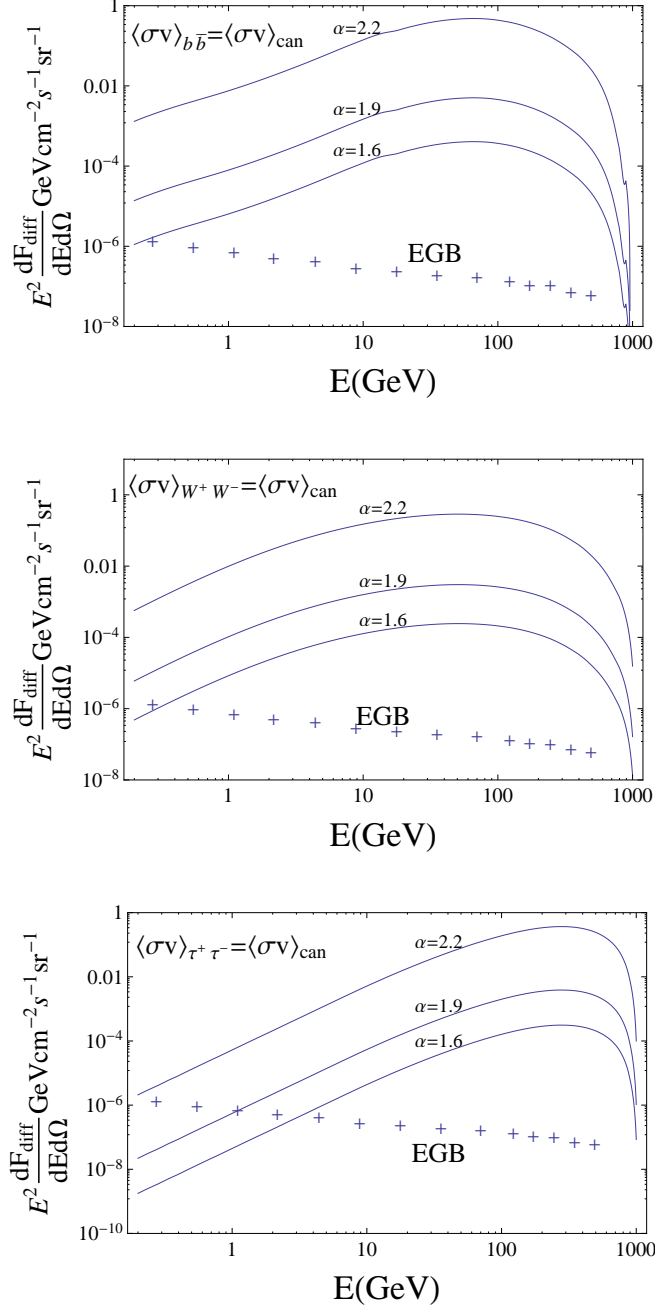 ⟨σv⟩_{b b̄}=⟨σv⟩_can
α=2.2
α=1.9
α=1.6
EGB
0.01
10⁻⁴
10⁻⁶
10⁻⁸
1
10
100
1000
E(GeV)
E² dF_diff/dEdΩ GeVcm⁻²s⁻¹sr⁻¹
⟨σv⟩_{W⁺ W⁻}=⟨σv⟩_can
α=2.2
α=1.9
α=1.6
EGB
1
0.01
10⁻⁴
10⁻⁶
10⁻⁸
1
10
100
1000
E(GeV)
E² dF_diff/dEdΩ GeVcm⁻²s⁻¹sr⁻¹
⟨σv⟩_{τ⁺ τ⁻}=⟨σv⟩_can
α=2.2
α=1.9
α=1.6
EGB
1
0.01
10⁻⁴
10⁻⁶
10⁻⁸
10⁻¹⁰
1
10
100
1000
E(GeV)
E² dF_diff/dEdΩ GeVcm⁻²s⁻¹sr⁻¹